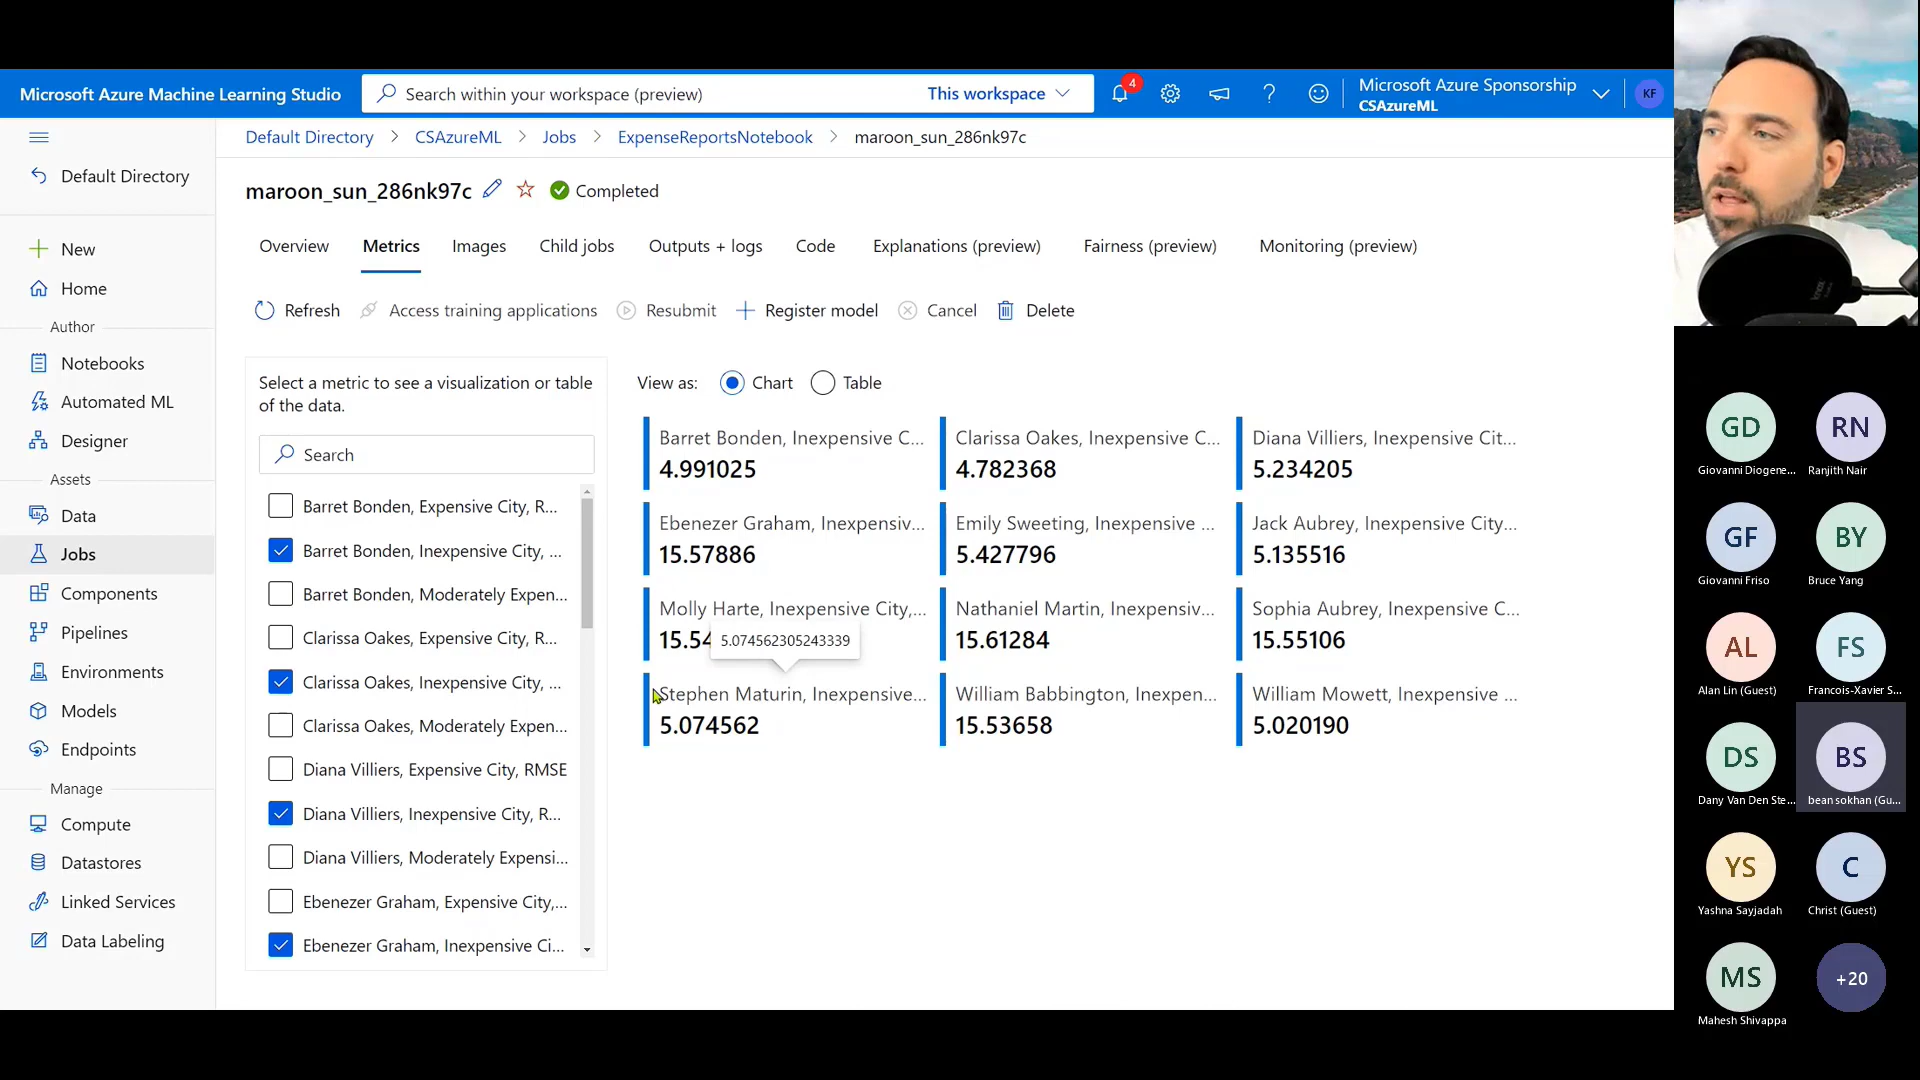 Microsoft Azure Machine Learning Studio
Search within your workspace (preview)
This workspace
4
Microsoft Azure Sponsorship
CSAzureML
KF
Default Directory
CSAzureML
Jobs
ExpenseReportsNotebook
maroon_sun_286nk97c
Default Directory
New
Home
Author
Notebooks
Automated ML
Designer
Assets
Data
Jobs
Components
Pipelines
Environments
Models
Endpoints
Manage
Compute
Datastores
Linked Services
Data Labeling
maroon_sun_286nk97c
Completed
Overview
Metrics
Images
Child jobs
Outputs + logs
Code
Explanations (preview)
Fairness (preview)
Monitoring (preview)
Refresh
Access training applications
Resubmit
Register model
Cancel
Delete
Select a metric to see a visualization or table
of the data.
Search
Barret Bonden, Expensive City, R...
Barret Bonden, Inexpensive City, ...
Barret Bonden, Moderately Expen...
Clarissa Oakes, Expensive City, R...
Clarissa Oakes, Inexpensive City, ...
Clarissa Oakes, Moderately Expen...
Diana Villiers, Expensive City, RMSE
Diana Villiers, Inexpensive City, R...
Diana Villiers, Moderately Expensi...
Ebenezer Graham, Expensive City,...
Ebenezer Graham, Inexpensive Ci...
View as:
Chart
Table
Barret Bonden, Inexpensive C...
4.991025
Clarissa Oakes, Inexpensive C...
4.782368
Diana Villiers, Inexpensive Cit...
5.234205
Ebenezer Graham, Inexpensiv...
15.57886
Emily Sweeting, Inexpensive ...
5.427796
Jack Aubrey, Inexpensive City...
5.135516
Molly Harte, Inexpensive City,...
15.54
5.074562305243339
Nathaniel Martin, Inexpensiv...
15.61284
Sophia Aubrey, Inexpensive C...
15.55106
Stephen Maturin, Inexpensive...
5.074562
William Babbington, Inexpen...
15.53658
William Mowett, Inexpensive ...
5.020190
GD
Giovanni Diogene...
RN
Ranjith Nair
GF
Giovanni Friso
BY
Bruce Yang
AL
Alan Lin (Guest)
FS
Francois-Xavier S...
DS
Dany Van Den Ste...
BS
bean sokhan (Gu...
YS
Yashna Sayjadah
C
Christ (Guest)
MS
Mahesh Shivappa
+20